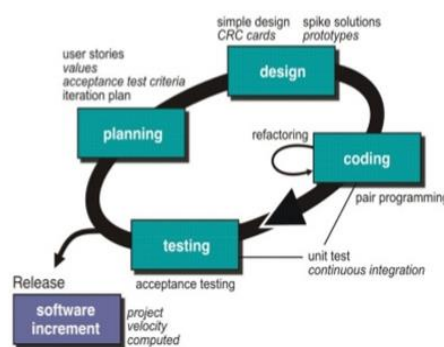 simple design
CRC cards
spike solutions
prototypes
user stories
values
acceptance test criteria
iteration plan
design
planning
refactoring
coding
pair programming
testing
unit test
continuous integration
acceptance testing
Release
software
increment
project
velocity
computed